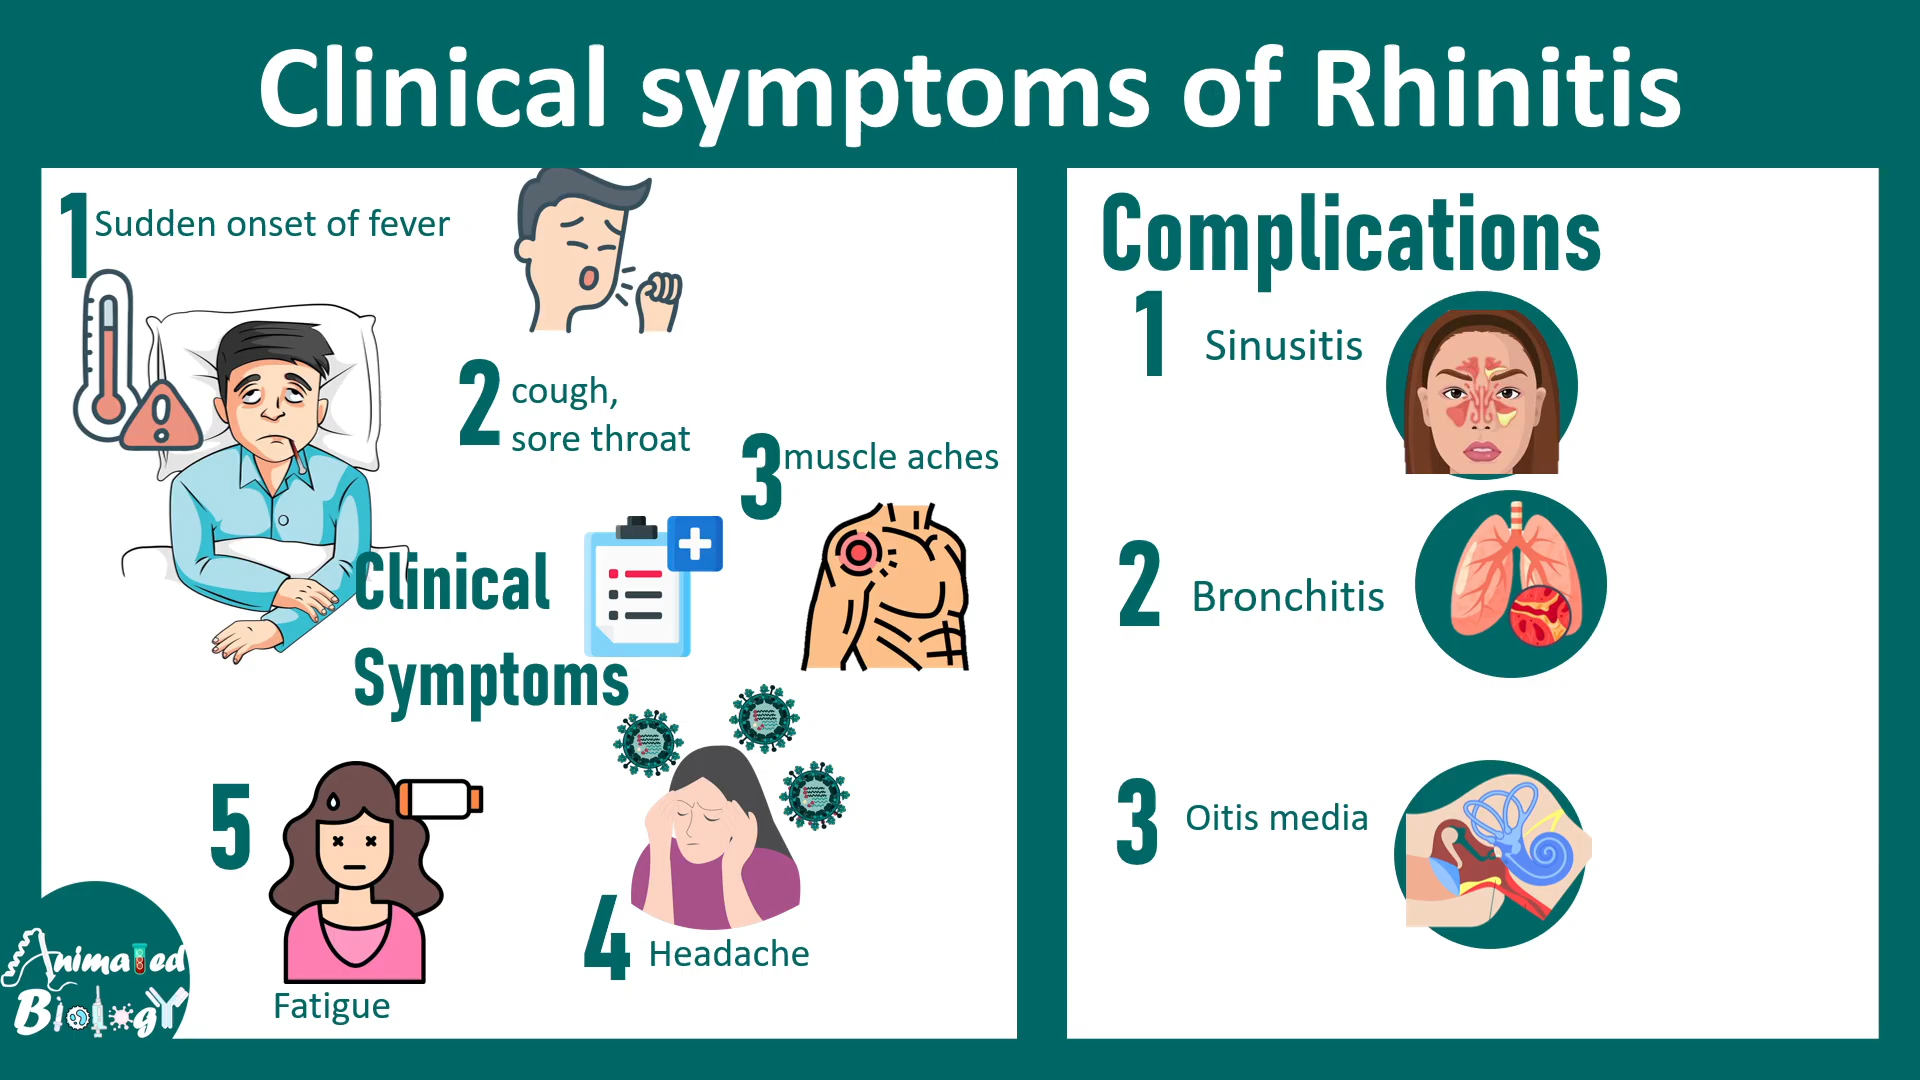 Clinical symptoms of Rhinitis
1 Sudden onset of fever
2 cough,
sore throat
3 muscle aches
Clinical
Symptoms
4 Headache
5
Fatigue
Complications
1 Sinusitis
2 Bronchitis
3 Oitis media
Animated
Biology